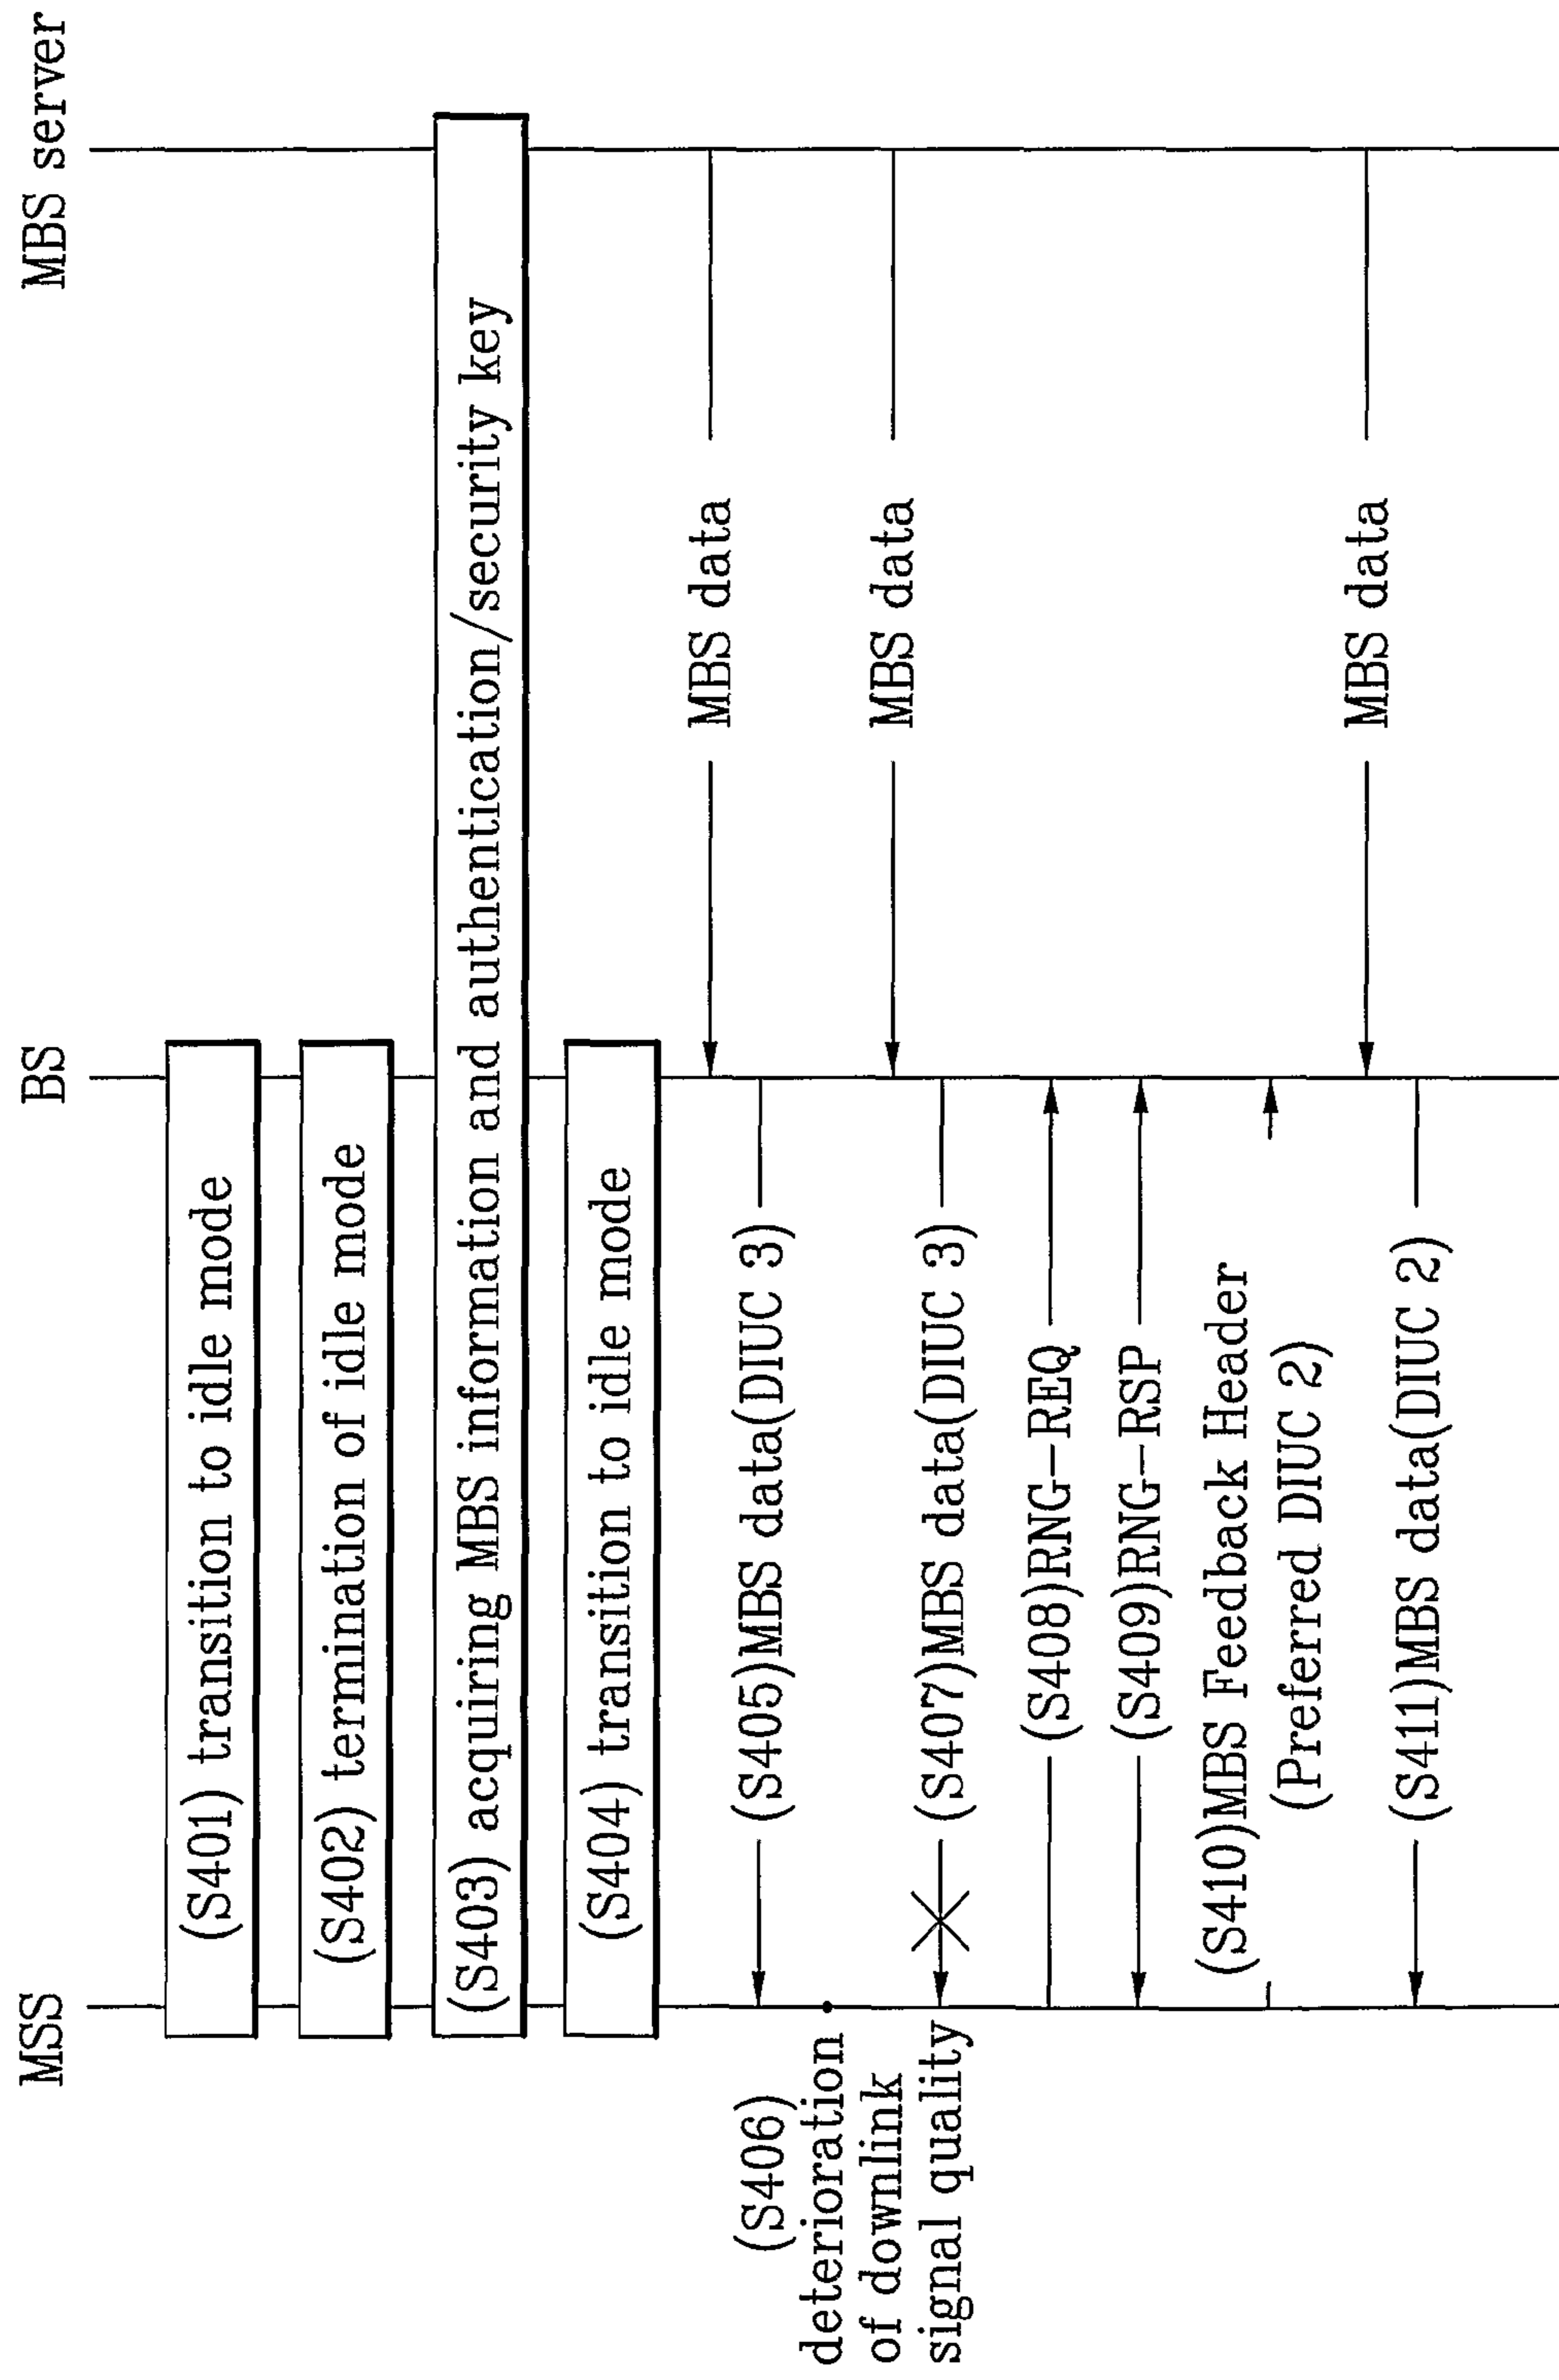 MSS
BS
MBS server
(S401) transition to idle mode
(S402) termination of idle mode
(S403) acquiring MBS information and authentication/security key
(S404) transition to idle mode
MBS data
(S405)MBS data(DIUC 3)
(S406)
deterioration
of downlink
signal quality
MBS data
(S407)MBS data(DIUC 3)
(S408)RNG-REQ
(S409)RNG-RSP
(S410)MBS Feedback Header
(Preferred DIUC 2)
MBS data
(S411)MBS data(DIUC 2)